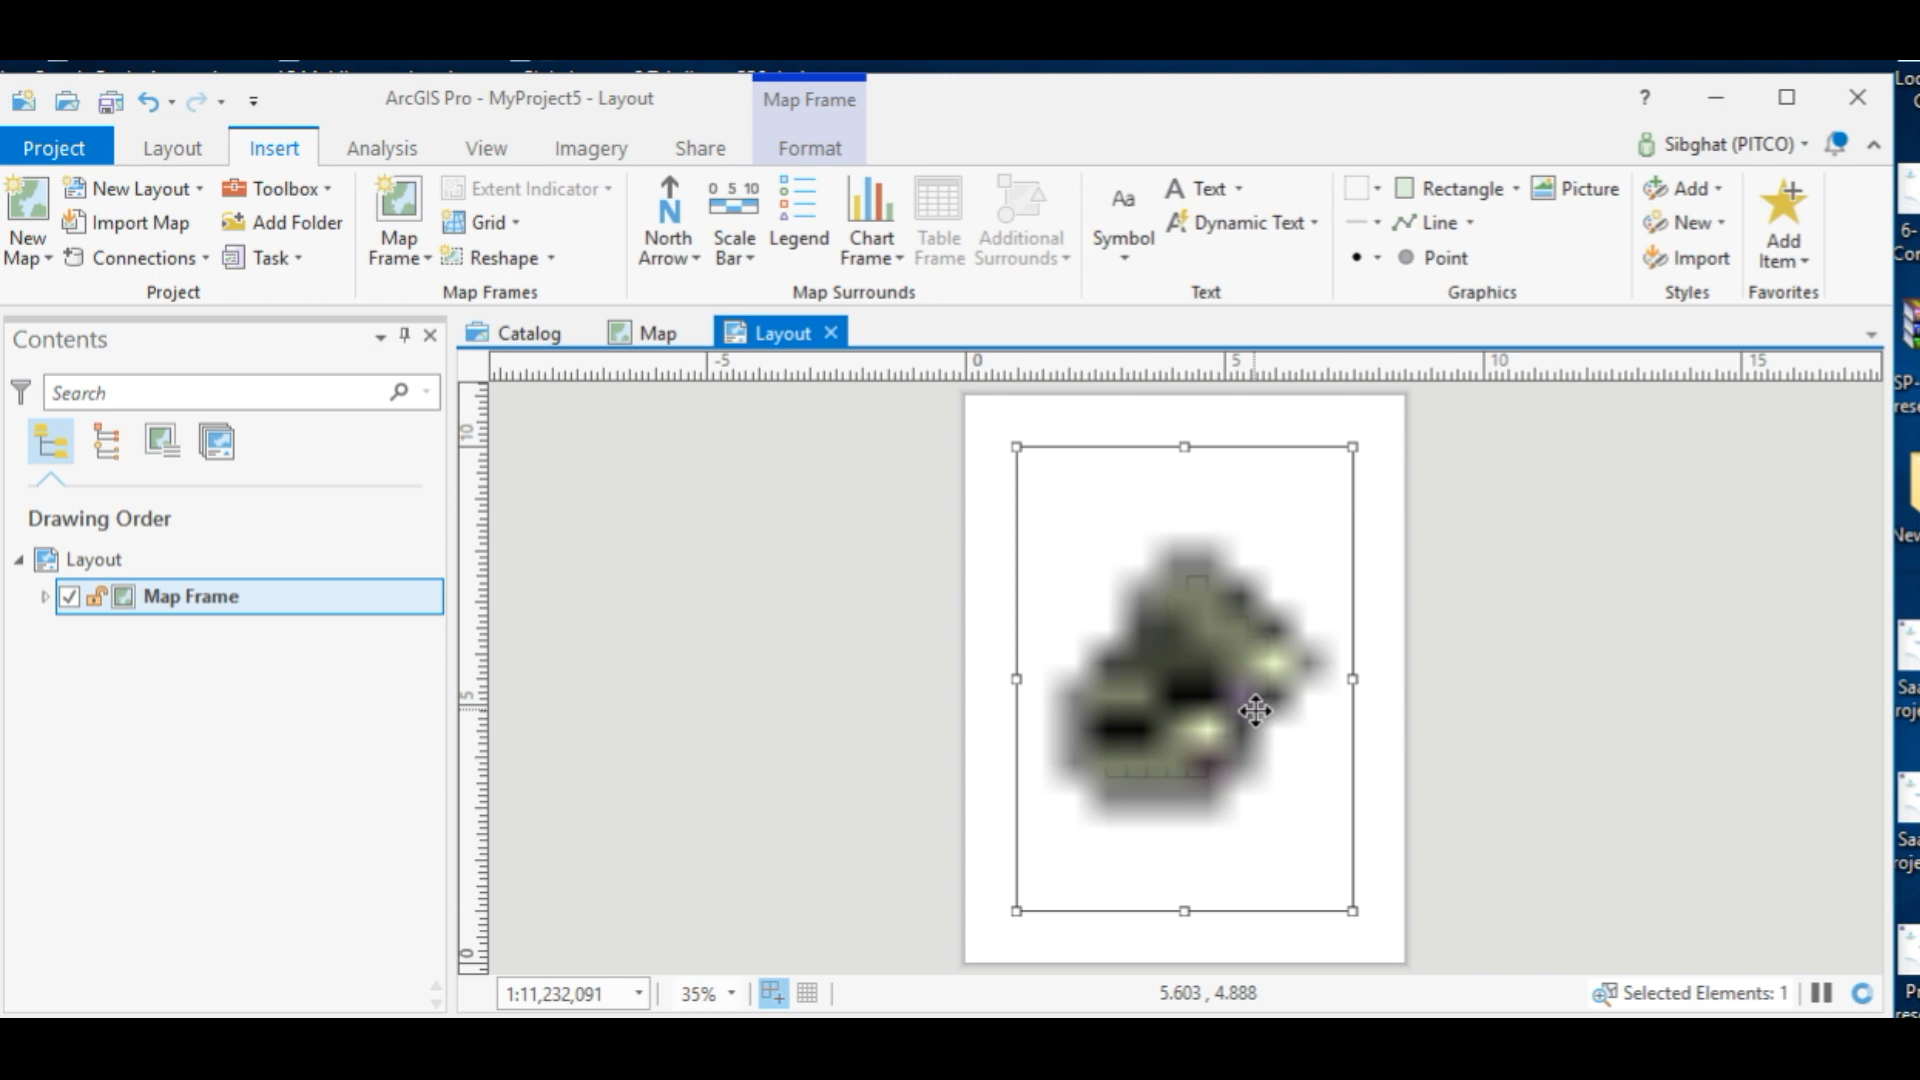 ArcGIS Pro - MyProject5 - Layout
Map Frame
?
Project Layout Insert Analysis View Imagery Share Format
Sibghat (PITCO)
New Map
New Layout
Import Map
Connections
Toolbox
Add Folder
Task
Project
Map Frame
Extent Indicator
Grid
Reshape
Map Frames
North Arrow
0 5 10
Scale Bar
Legend
Chart Frame
Table Frame
Additional Surrounds
Map Surrounds
Aa
Symbol
A Text
A Dynamic Text
Text
Rectangle
Line
Point
Picture
Graphics
Add
New
Import
Styles
Add Item
Favorites
Contents
Search
Drawing Order
Layout
Map Frame
Catalog Map Layout
-5 0 5 10 15
10
5
0
1:11,232,091
35%
5.603 , 4.888
Selected Elements: 1
6-
SP-